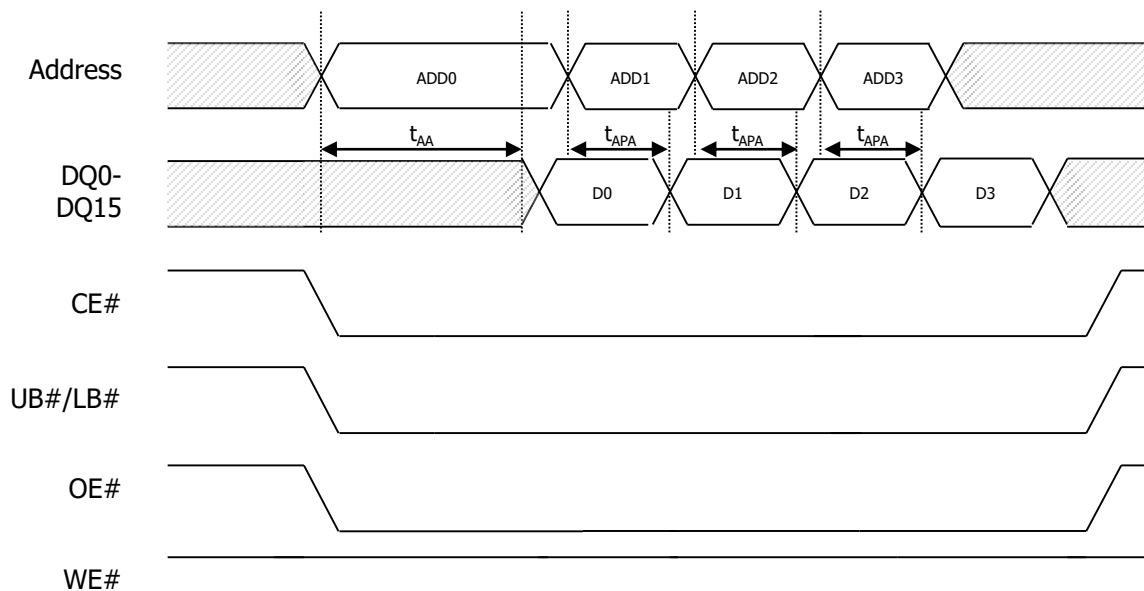 Address
ADD0 ADD1 ADD2 ADD3
tAA tAPA tAPA tAPA
DQ0-
DQ15
D0 D1 D2 D3
CE#
UB#/LB#
OE#
WE#